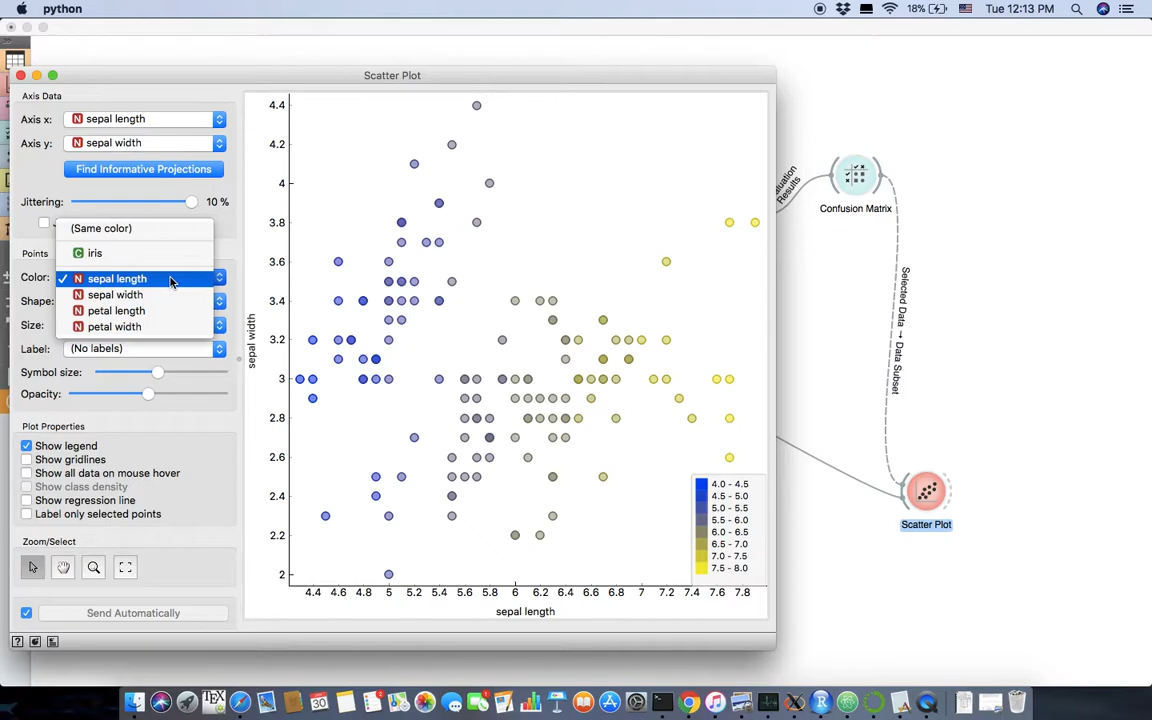 python
18%
Tue 12:13 PM
Scatter Plot
Axis Data
Axis x:
N sepal length
Axis y:
N sepal width
Find Informative Projections
Jittering:
10 %
(Same color)
Points
C iris
Color:
✓ N sepal length
N sepal width
Shape:
N petal length
Size:
N petal width
Label:
(No labels)
Symbol size:
Opacity:
Plot Properties
Show legend
Show gridlines
Show all data on mouse hover
Show class density
Show regression line
Label only selected points
Zoom/Select
Send Automatically
4.4
4.2
4
3.8
3.6
3.4
3.2
3
2.8
2.6
2.4
2.2
2
sepal width
4.4 4.6 4.8 5 5.2 5.4 5.6 5.8 6 6.2 6.4 6.6 6.8 7 7.2 7.4 7.6 7.8
sepal length
4.0 - 4.5
4.5 - 5.0
5.0 - 5.5
5.5 - 6.0
6.0 - 6.5
6.5 - 7.0
7.0 - 7.5
7.5 - 8.0
Results
Confusion Matrix
Selected Data → Data Subset
Scatter Plot